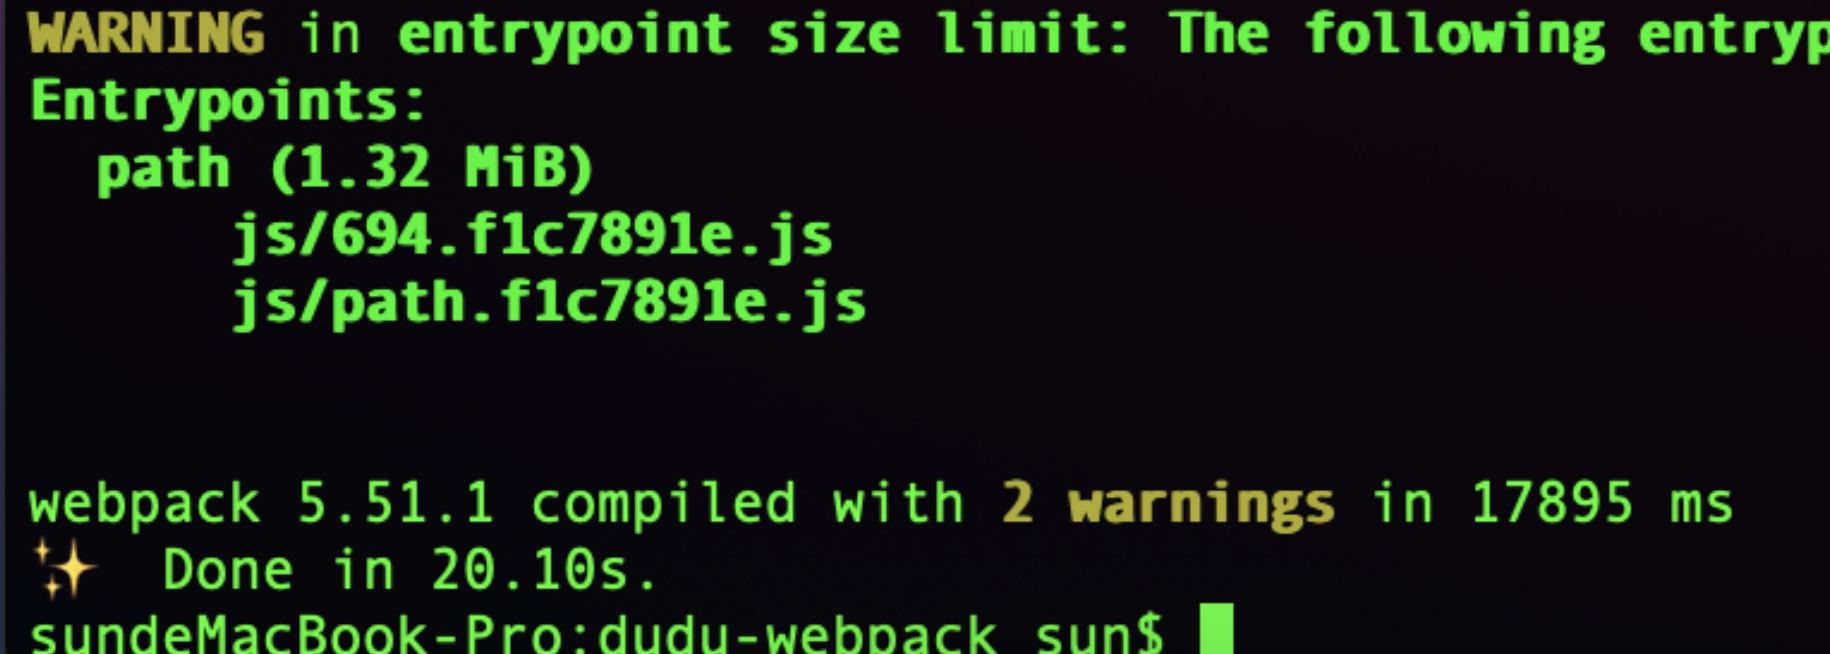 WARNING in entrypoint size limit: The following entryp
Entrypoints:
path (1.32 MiB)
js/694.f1c7891e.js
js/path.f1c7891e.js
webpack 5.51.1 compiled with 2 warnings in 17895 ms
✨ Done in 20.10s.
sundeMacBook-Pro:dudu-webpack sun$